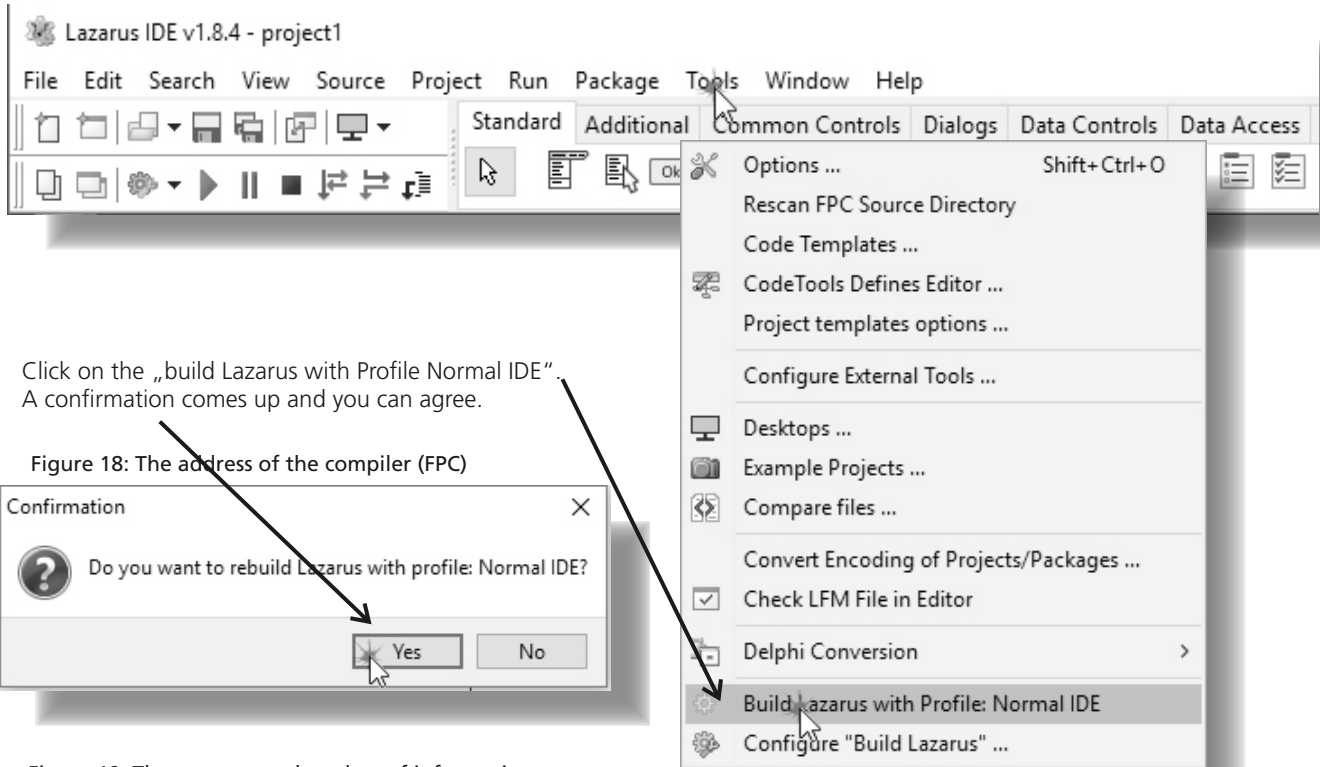 Lazarus IDE v1.8.4 - project1
File Edit Search View Source Project Run Package Tools Window Help
Standard Additional Common Controls Dialogs Data Controls Data Access
Ok
Options ... Shift+Ctrl+O
Rescan FPC Source Directory
Code Templates ...
CodeTools Defines Editor ...
Project templates options ...
Configure External Tools ...
Desktops ...
Example Projects ...
Compare files ...
Convert Encoding of Projects/Packages ...
Check LFM File in Editor
Delphi Conversion
Build Lazarus with Profile: Normal IDE
Configure "Build Lazarus" ...
Click on the „build Lazarus with Profile Normal IDE“.
A confirmation comes up and you can agree.
Figure 18: The address of the compiler (FPC)
Confirmation
Do you want to rebuild Lazarus with profile: Normal IDE?
Yes No